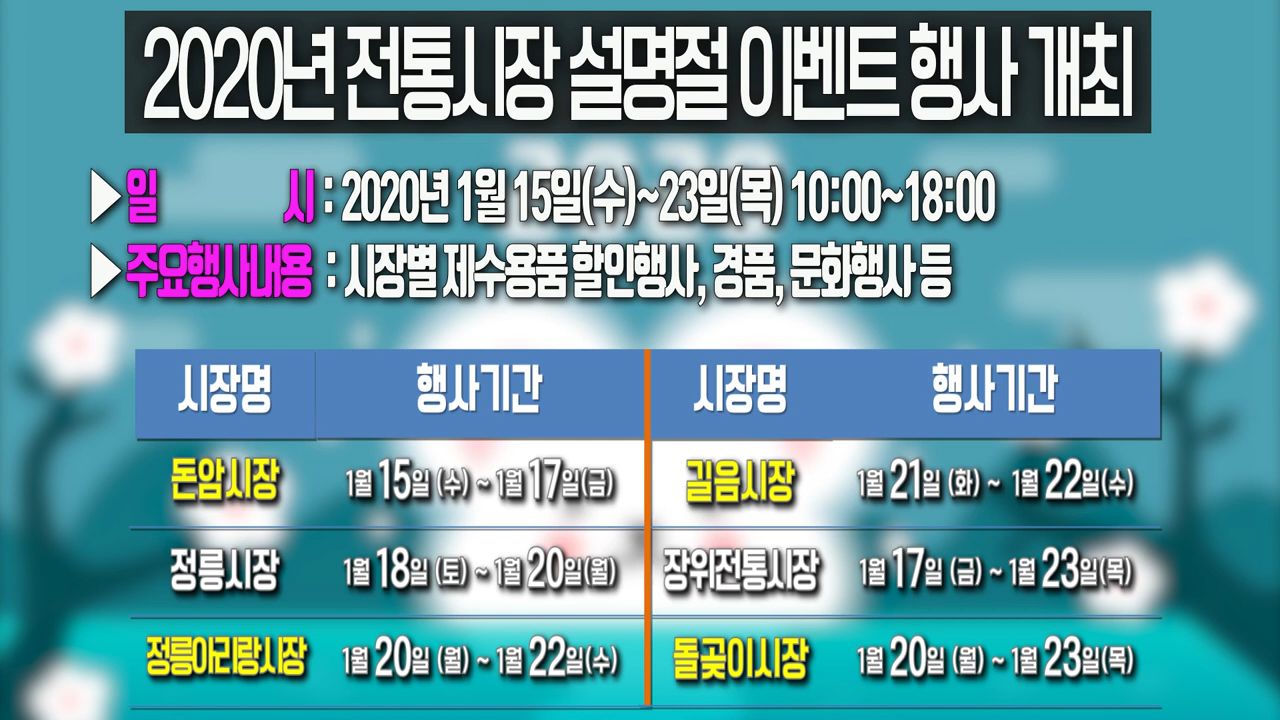 2020년 전통시장 설명절 이벤트 행사 개최
▶일 시 : 2020년 1월 15일(수)~23일(목) 10:00~18:00
▶주요행사내용 : 시장별 제수용품 할인행사, 경품, 문화행사 등
시장명 행사기간 시장명 행사기간
돈암시장 1월 15일 (수) ~ 1월 17일(금) 길음시장 1월 21일 (화) ~ 1월 22일(수)
정릉시장 1월 18일 (토) ~ 1월 20일(월) 장위전통시장 1월 17일 (금) ~ 1월 23일(목)
정릉아리랑시장 1월 20일 (월) ~ 1월 22일(수) 돌곶이시장 1월 20일 (월) ~ 1월 23일(목)